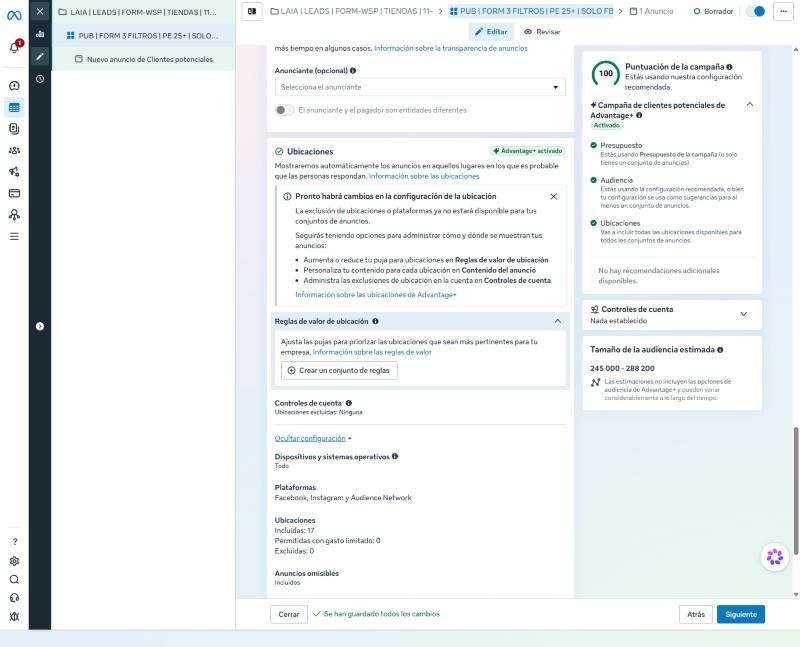 LAIA | LEADS | FORM-WSP | TIENDAS | 11...
PUB | FORM 3 FILTROS | PE 25+ | SOLO...
Nuevo anuncio de Clientes potenciales
LAIA | LEADS | FORM-WSP | TIENDAS | 11-
PUB | FORM 3 FILTROS | PE 25+ | SOLO FB
1 Anuncio
Borrador
Editar
Revisar
más tiempo en algunos casos. Información sobre la transparencia de anuncios
Anunciante (opcional)
Selecciona el anunciante
El anunciante y el pagador son entidades diferentes
Ubicaciones
Advantage+ activado
Mostraremos automáticamente los anuncios en aquellos lugares en los que es probable
que las personas respondan. Información sobre las ubicaciones
Pronto habrá cambios en la configuración de la ubicación
La exclusión de ubicaciones o plataformas ya no estará disponible para tus
conjuntos de anuncios.
Seguirás teniendo opciones para administrar cómo y dónde se muestran tus
anuncios:
• Aumenta o reduce tu puja para ubicaciones en Reglas de valor de ubicación
• Personaliza tu contenido para cada ubicación en Contenido del anuncio
• Administra las exclusiones de ubicación en la cuenta en Controles de cuenta
Información sobre las ubicaciones de Advantage+
Reglas de valor de ubicación
Ajusta las pujas para priorizar las ubicaciones que sean más pertinentes para tu
empresa. Información sobre las reglas de valor
Crear un conjunto de reglas
Controles de cuenta
Ubicaciones excluidas: Ninguna
Ocultar configuración
Dispositivos y sistemas operativos
Todo
Plataformas
Facebook, Instagram y Audience Network
Ubicaciones
Incluidas: 17
Permitidas con gasto limitado: 0
Excluidas: 0
Anuncios omisibles
Incluidos
Cerrar
Se han guardado todos los cambios
Atrás
Siguiente
100
Puntuación de la campaña
Estás usando nuestra configuración
recomendada.
Campaña de clientes potenciales de
Advantage+
Activado
Presupuesto
Estás usando Presupuesto de la campaña (o solo
tienes un conjunto de anuncios).
Audiencia
Estás usando la configuración recomendada, o bien
tu configuración se usa como sugerencias para al
menos un conjunto de anuncios.
Ubicaciones
Vas a incluir todas las ubicaciones disponibles para
todos los conjuntos de anuncios.
No hay recomendaciones adicionales
disponibles.
Controles de cuenta
Nada establecido
Tamaño de la audiencia estimada
245 000 - 288 200
Las estimaciones no incluyen las opciones de
audiencia de Advantage+ y pueden variar
considerablemente a lo largo del tiempo.